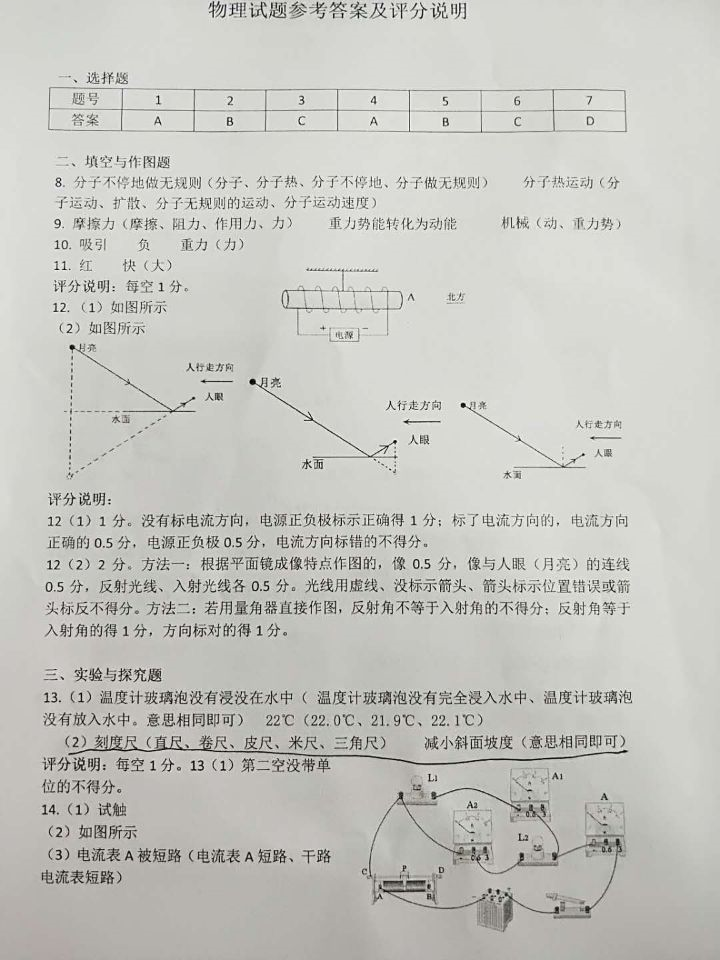 物理试题参考答案及评分说明
一、选择题
题号 1 2 3 4 5 6 7
答案 A B C A B C D
二、填空与作图题
8. 分子不停地做无规则（分子、分子热、分子不停地、分子做无规则） 分子热运动（分
子运动、扩散、分子无规则的运动、分子运动速度）
9. 摩擦力（摩擦、阻力、作用力、力） 重力势能转化为动能 机械（动、重力势）
10. 吸引 负 重力（力）
11. 红 快（大）
评分说明：每空 1 分。
12.（1）如图所示
（2）如图所示
A 北方
+ 电源 −
月亮
人行走方向
人眼
水面
月亮
人行走方向
人眼
水面
月亮
人行走方向
人眼
水面
评分说明：
12（1）1 分。没有标电流方向，电源正负极标示正确得 1 分；标了电流方向的，电流方向
正确的 0.5 分，电源正负极 0.5 分，电流方向标错的不得分。
12（2）2 分。方法一：根据平面镜成像特点作图的，像 0.5 分，像与人眼（月亮）的连线
0.5 分，反射光线、入射光线各 0.5 分。光线用虚线、没标示箭头、箭头标示位置错误或箭
头标反不得分。方法二：若用量角器直接作图，反射角不等于入射角的不得分；反射角等于
入射角的得 1 分，方向标对的得 1 分。
三、实验与探究题
13.（1）温度计玻璃泡没有浸没在水中（ 温度计玻璃泡没有完全浸入水中、温度计玻璃泡
没有放入水中。意思相同即可） 22℃（22.0℃、21.9℃、22.1℃）
（2）刻度尺（直尺、卷尺、皮尺、米尺、三角尺） 减小斜面坡度（意思相同即可）
评分说明：每空 1 分。13（1）第二空没带单
位的不得分。
14.（1）试触
（2）如图所示
（3）电流表 A 被短路（电流表 A 短路、干路
电流表短路）
L1
A1
A2
A
L2
C P D
A B